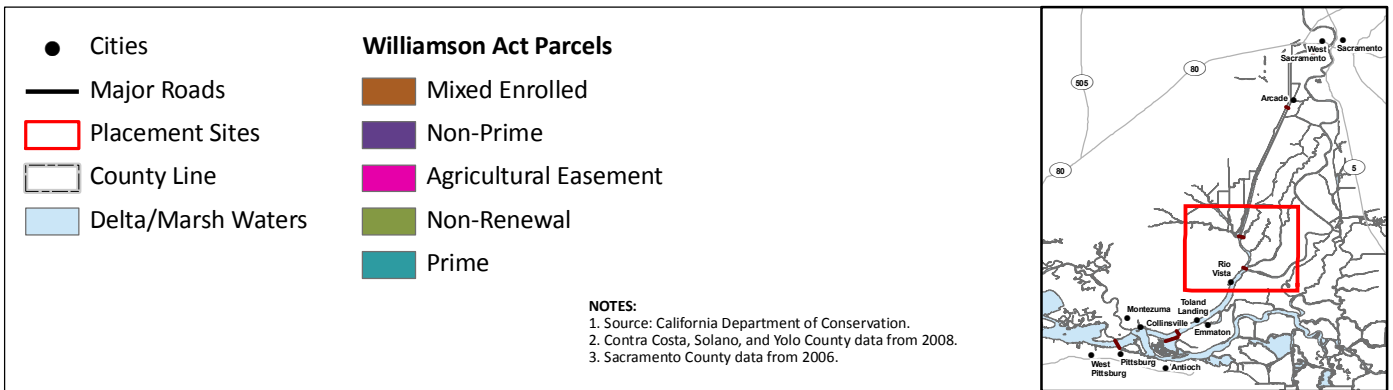 Cities
Major Roads
Placement Sites
County Line
Delta/Marsh Waters
Williamson Act Parcels
Mixed Enrolled
Non-Prime
Agricultural Easement
Non-Renewal
Prime
NOTES:
1. Source: California Department of Conservation.
2. Contra Costa, Solano, and Yolo County data from 2008.
3. Sacramento County data from 2006.
West
Sacramento
Sacramento
80
505
Arcade
80
5
Rio
Vista
Montezuma
Toland
Landing
Collinsville
Emmaton
West
Pittsburg
Pittsburg
Antioch